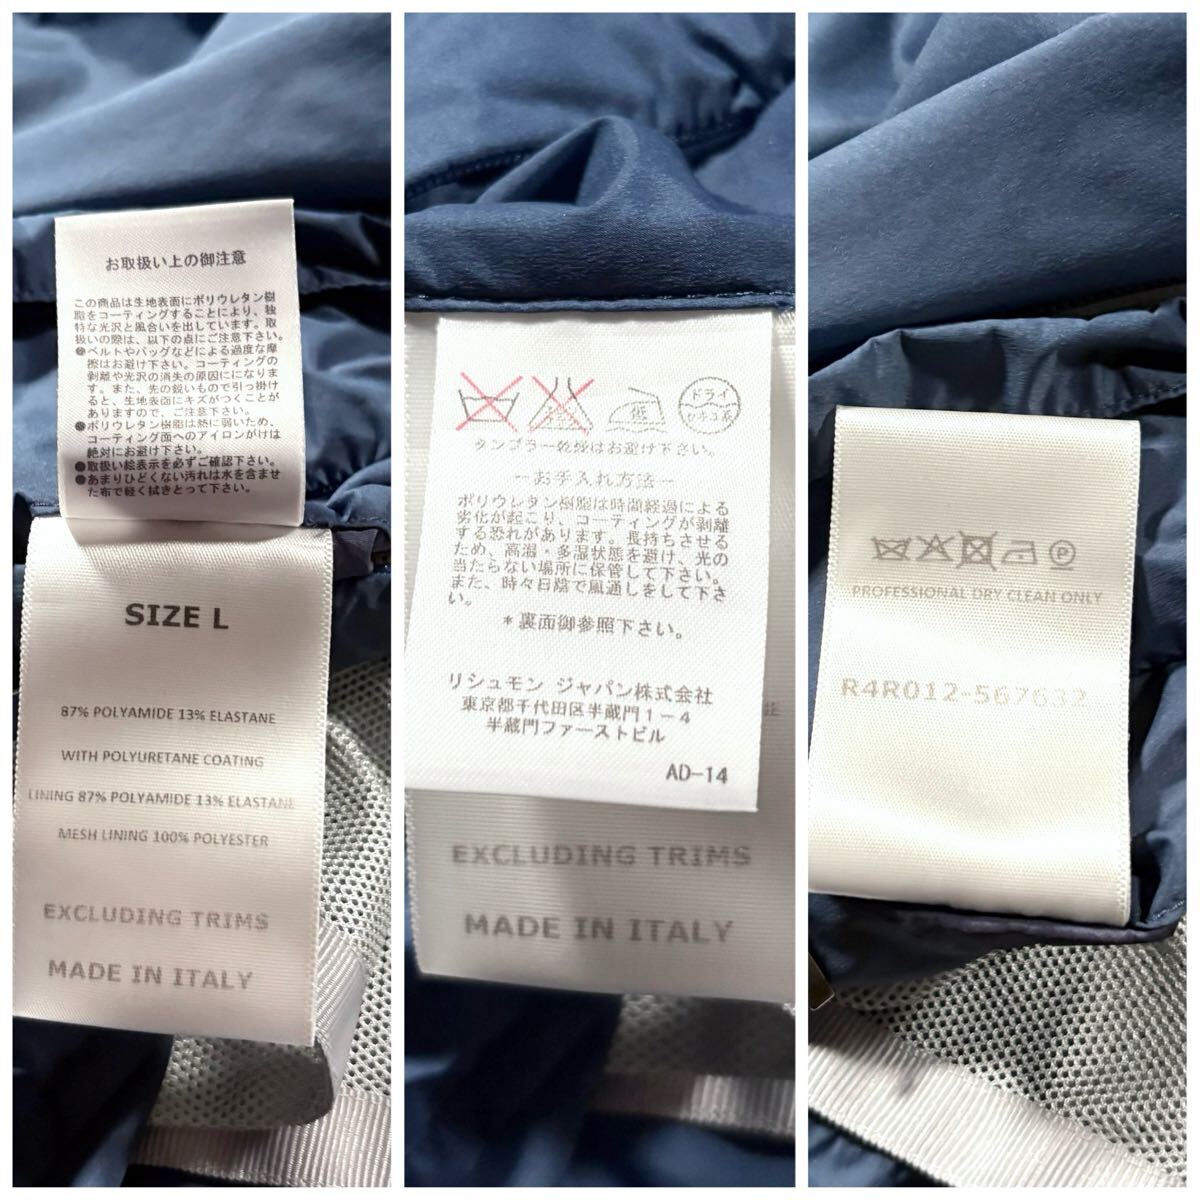 お取扱い上の御注意
この商品は生地表面にポリウレタン樹
脂をコーティングすることにより、独
特な光沢と風合いを出しています。取
扱いの際は、以下の点にご注意下さい。
●ベルトやバッグなどによる過度な摩
擦はお避け下さい。コーティングの
剥離や光沢の消失の原因にになりま
す。また、先の鋭いもので引っ掛け
ると、生地表面にキズがつくことが
ありますので、ご注意下さい。
●ポリウレタン樹脂は熱に弱いため、
コーティング面へのアイロンがけは
絶対にお避け下さい。
●取扱い絵表示を必ずご確認下さい。
●あまりひどくない汚れは水を含ませ
た布で軽く拭きとって下さい。
SIZE L
87% POLYAMIDE 13% ELASTANE
WITH POLYURETANE COATING
LINING 87% POLYAMIDE 13% ELASTANE
MESH LINING 100% POLYESTER
EXCLUDING TRIMS
MADE IN ITALY
低
ドライ
セキユ系
タンブラー乾燥はお避け下さい。
－お手入れ方法－
ポリウレタン樹脂は時間経過による
劣化が起こり、コーティングが剥離
する恐れがあります。長持ちさせる
ため、高温・多湿状態を避け、光の
当たらない場所に保管して下さい。
また、時々日陰で風通しをして下さ
い。
＊裏面御参照下さい。
リシュモン ジャパン株式会社
東京都千代田区半蔵門１－４
半蔵門ファーストビル
AD-14
NE
EXCLUDING TRIMS
MADE IN ITALY
P
PROFESSIONAL DRY CLEAN ONLY
R4R012-567632